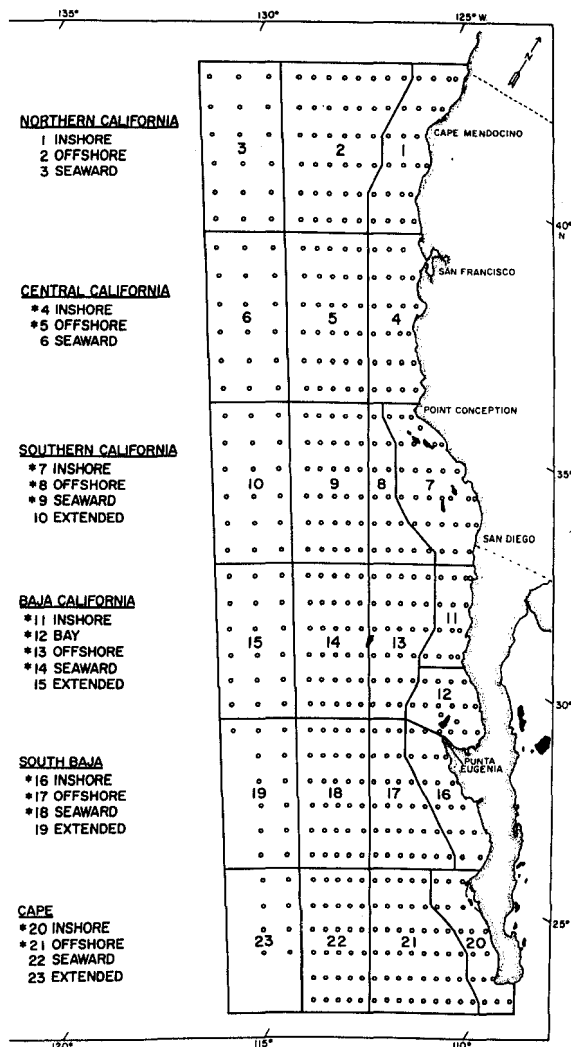 135° 130° 125° W.
N
NORTHERN CALIFORNIA
1 INSHORE
2 OFFSHORE
3 SEAWARD
3 2 1
CAPE MENDOCINO
40°
N
SAN FRANCISCO
CENTRAL CALIFORNIA
*4 INSHORE
*5 OFFSHORE
6 SEAWARD
6 5 4
POINT CONCEPTION
SOUTHERN CALIFORNIA
*7 INSHORE
*8 OFFSHORE
*9 SEAWARD
10 EXTENDED
10 9 8 7
35°
SAN DIEGO
BAJA CALIFORNIA
*11 INSHORE
*12 BAY
*13 OFFSHORE
*14 SEAWARD
15 EXTENDED
15 14 13 11
12
30°
SOUTH BAJA
*16 INSHORE
*17 OFFSHORE
*18 SEAWARD
19 EXTENDED
PUNTA
EUGENIA
19 18 17 16
CAPE
*20 INSHORE
*21 OFFSHORE
22 SEAWARD
23 EXTENDED
25°
23 22 21 20
120° 115° 110°